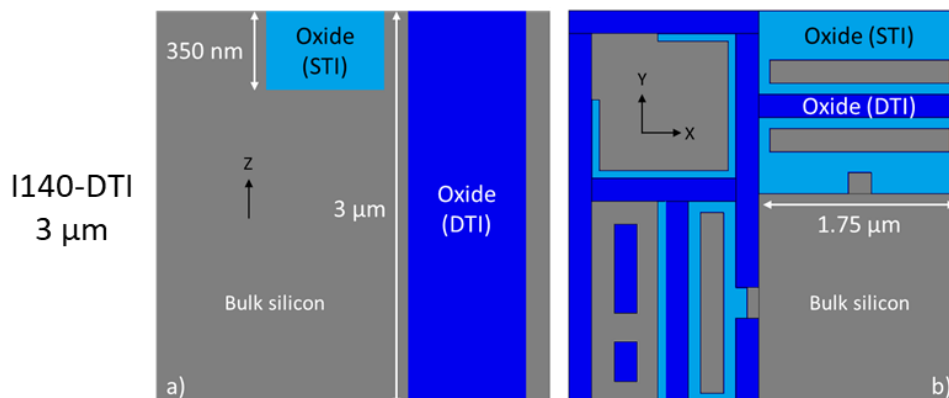 I140-DTI
3 µm
350 nm
Oxide
(STI)
Z
3 µm
Oxide
(DTI)
Bulk silicon
a)
Oxide (STI)
Y
X
Oxide (DTI)
1.75 µm
Bulk silicon
b)